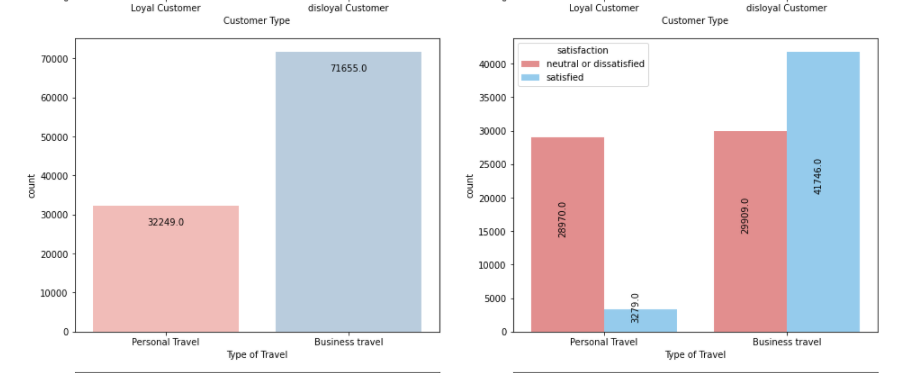 Loyal Customer
disloyal Customer
Customer Type
70000
60000
50000
40000
30000
20000
10000
0
count
71655.0
32249.0
Personal Travel
Business travel
Type of Travel
Loyal Customer
disloyal Customer
Customer Type
satisfaction
neutral or dissatisfied
satisfied
40000
35000
30000
25000
20000
15000
10000
5000
0
count
28970.0
3279.0
29909.0
41746.0
Personal Travel
Business travel
Type of Travel